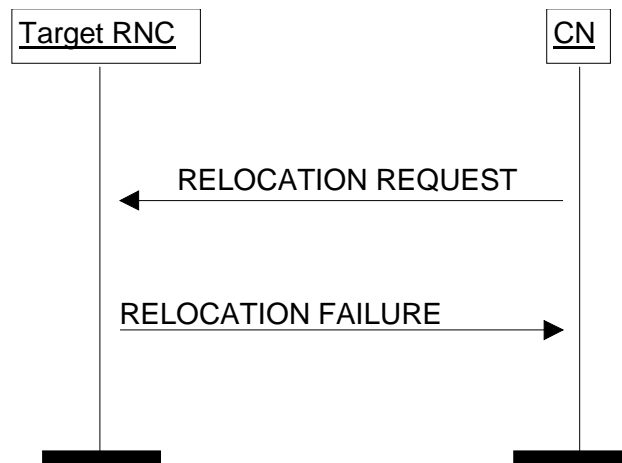 Target RNC
CN
RELOCATION REQUEST
RELOCATION FAILURE